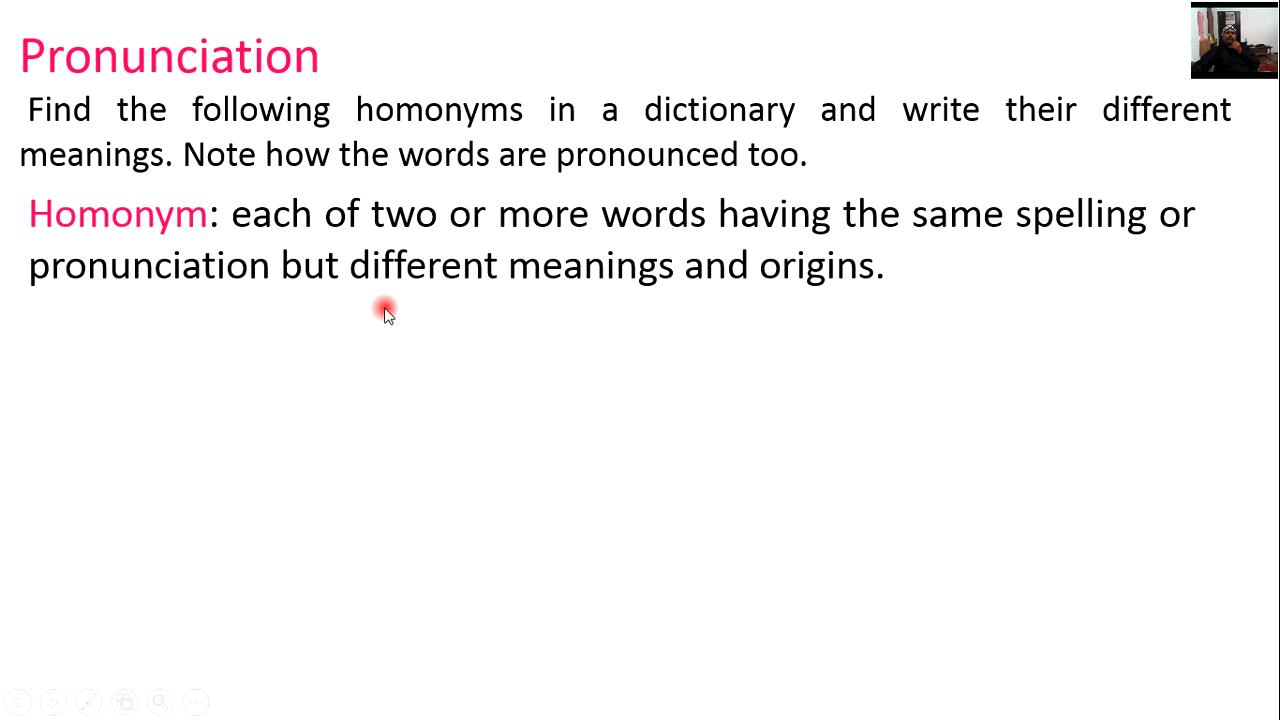 Pronunciation
Find the following homonyms in a dictionary and write their different
meanings. Note how the words are pronounced too.
Homonym: each of two or more words having the same spelling or
pronunciation but different meanings and origins.